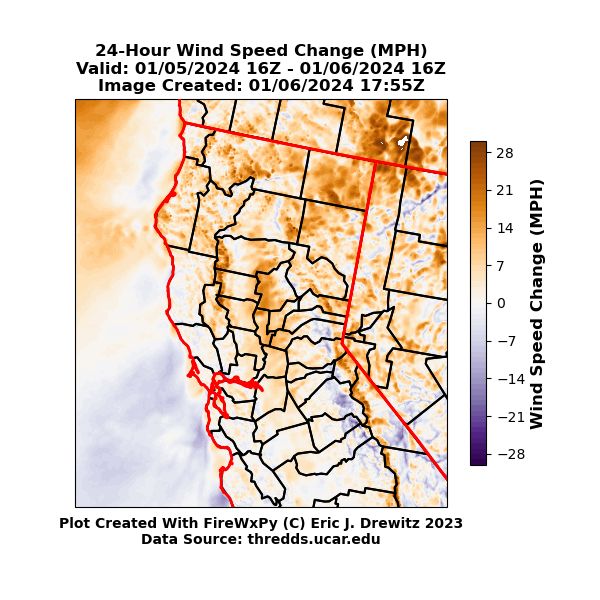 24-Hour Wind Speed Change (MPH)
Valid: 01/05/2024 16Z - 01/06/2024 16Z
Image Created: 01/06/2024 17:55Z
28
21
14
7
0
−7
−14
−21
−28
Wind Speed Change (MPH)
Plot Created With FireWxPy (C) Eric J. Drewitz 2023
Data Source: thredds.ucar.edu